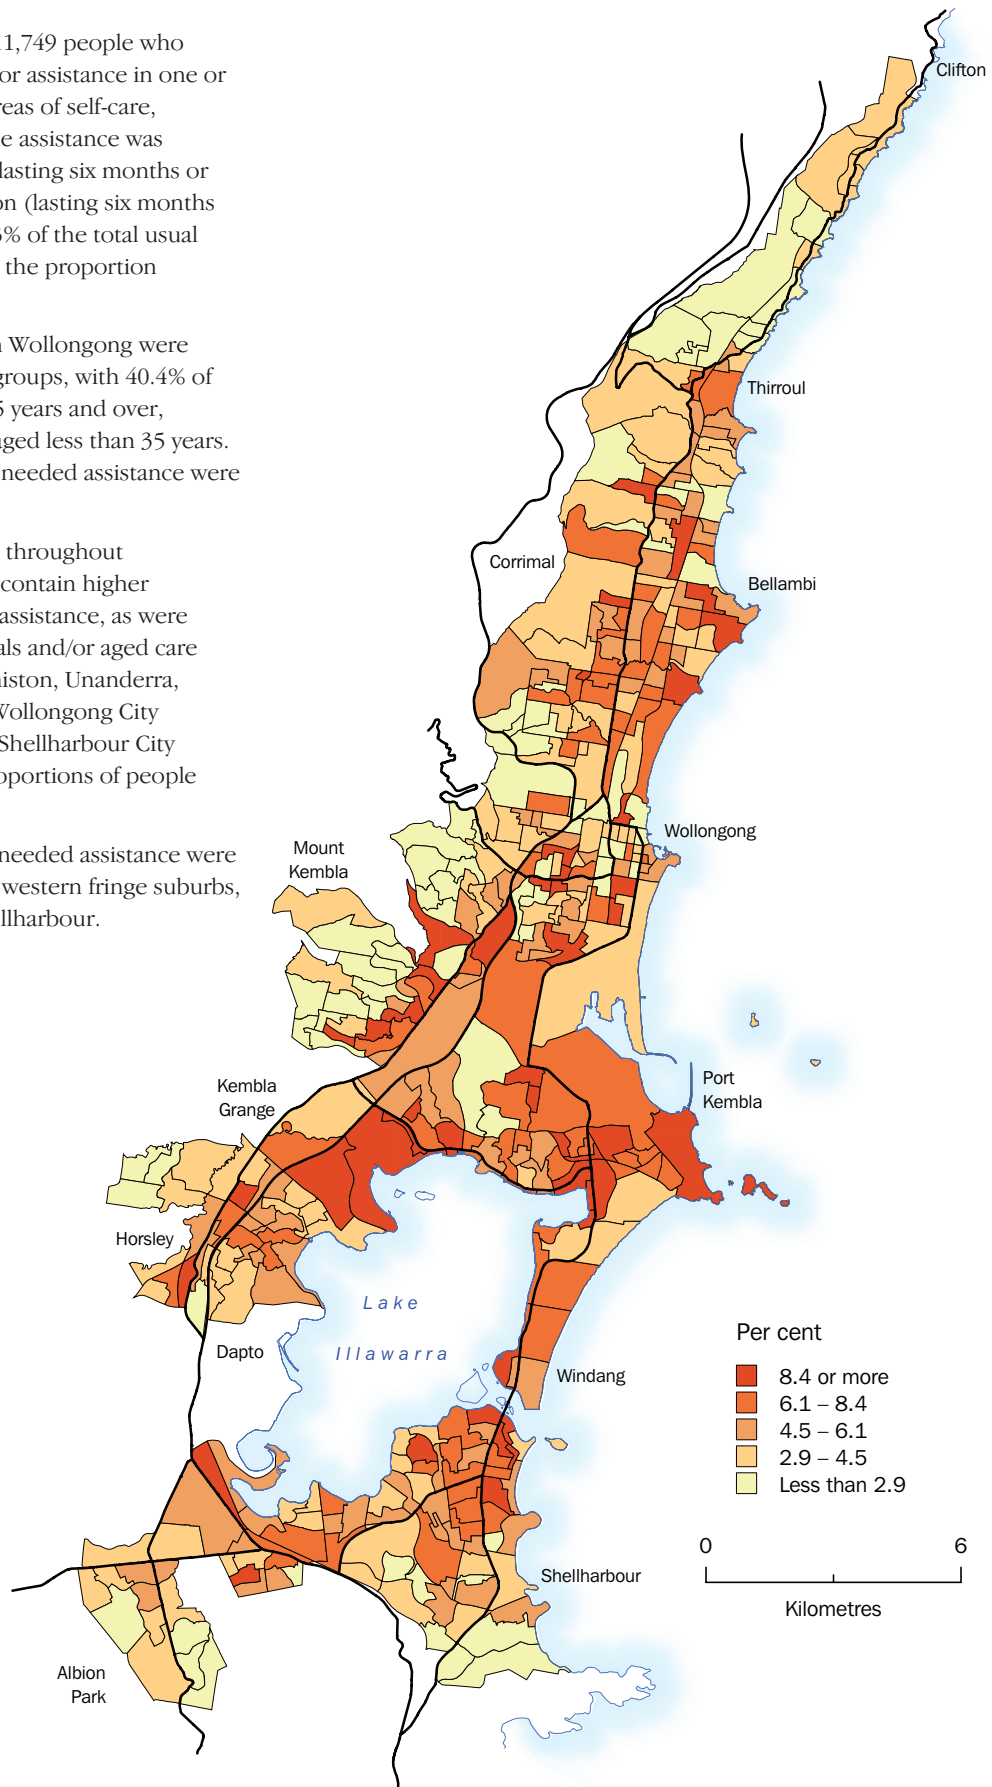 11,749 people who
or assistance in one or
reas of self-care,
e assistance was
lasting six months or
on (lasting six months
% of the total usual
the proportion
Wollongong were
groups, with 40.4% of
5 years and over,
aged less than 35 years.
needed assistance were
throughout
contain higher
assistance, as were
als and/or aged care
niston, Unanderra,
Wollongong City
Shellharbour City
oportions of people
needed assistance were
western fringe suburbs,
ellharbour.
Clifton
Thirroul
Corrimal
Bellambi
Wollongong
Mount
Kembla
Port
Kembla
Kembla
Grange
Horsley
Lake
Illawarra
Dapto
Windang
Per cent
8.4 or more
6.1 – 8.4
4.5 – 6.1
2.9 – 4.5
Less than 2.9
0 6
Kilometres
Shellharbour
Albion
Park